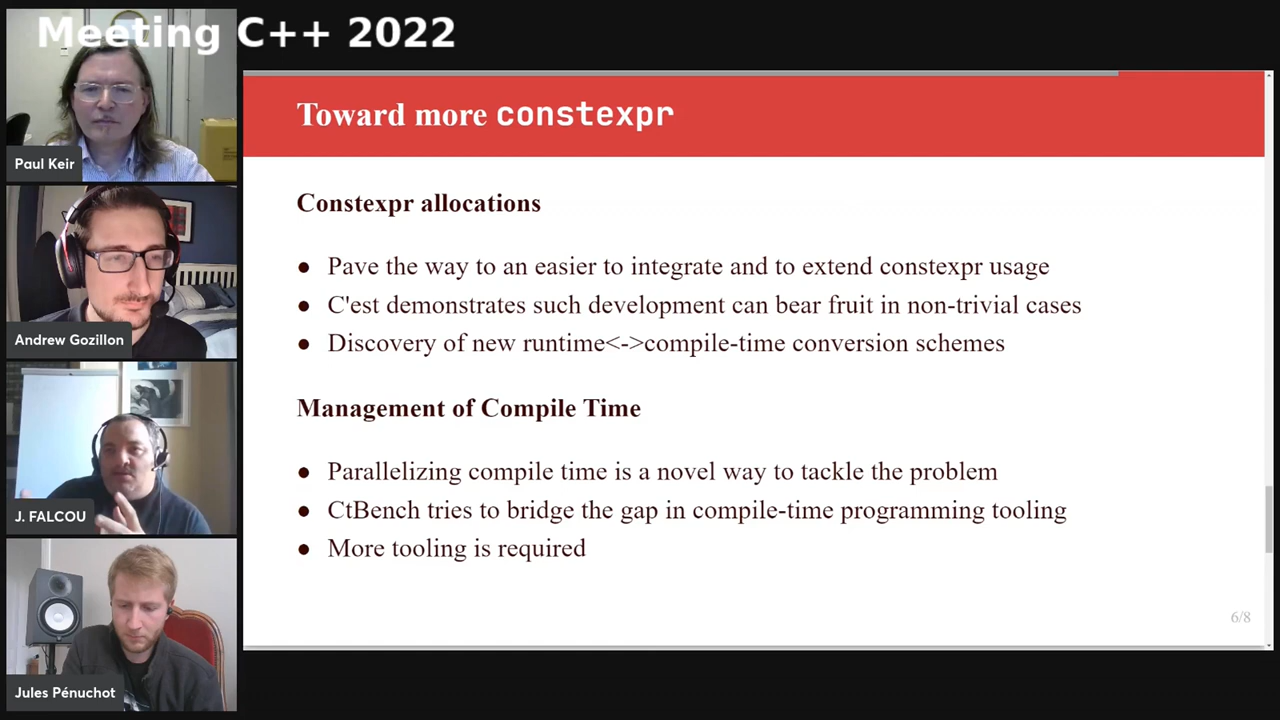 Meeting C++ 2022
Paul Keir
Andrew Gozillon
J. FALCOU
Jules Pénuchot
Toward more constexpr
Constexpr allocations
● Pave the way to an easier to integrate and to extend constexpr usage
● C'est demonstrates such development can bear fruit in non-trivial cases
● Discovery of new runtime<->compile-time conversion schemes
Management of Compile Time
● Parallelizing compile time is a novel way to tackle the problem
● CtBench tries to bridge the gap in compile-time programming tooling
● More tooling is required
6/8